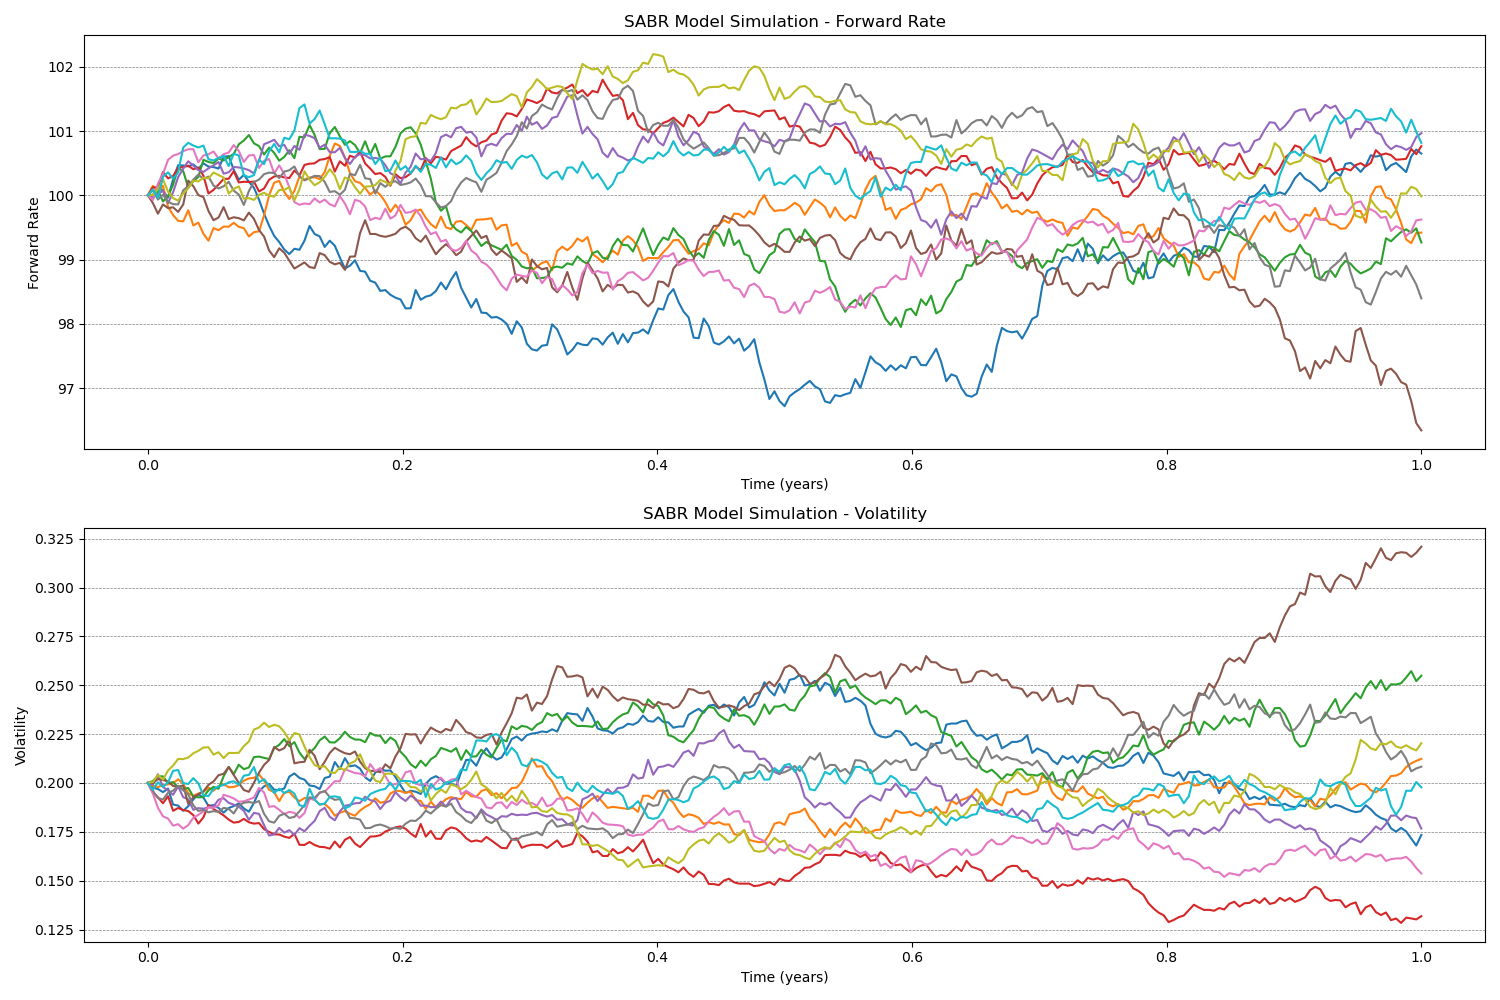 SABR Model Simulation - Forward Rate
102
101
100
99
98
97
Forward Rate
0.0 0.2 0.4 0.6 0.8 1.0
Time (years)
SABR Model Simulation - Volatility
0.325
0.300
0.275
0.250
0.225
0.200
0.175
0.150
0.125
Volatility
0.0 0.2 0.4 0.6 0.8 1.0
Time (years)